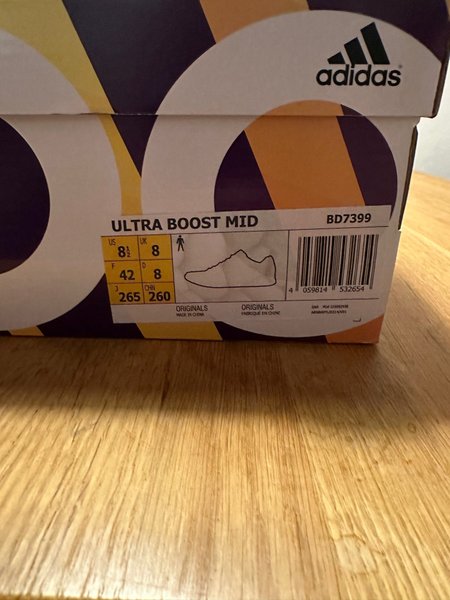 adidas
ULTRA BOOST MID BD7399
US 8½ UK 8
F 42 D 8
J 265 CHN 260
ORIGINALS ORIGINALS
MADE IN CHINA FABRIQUÉ EN CHINE
4 059814 532654